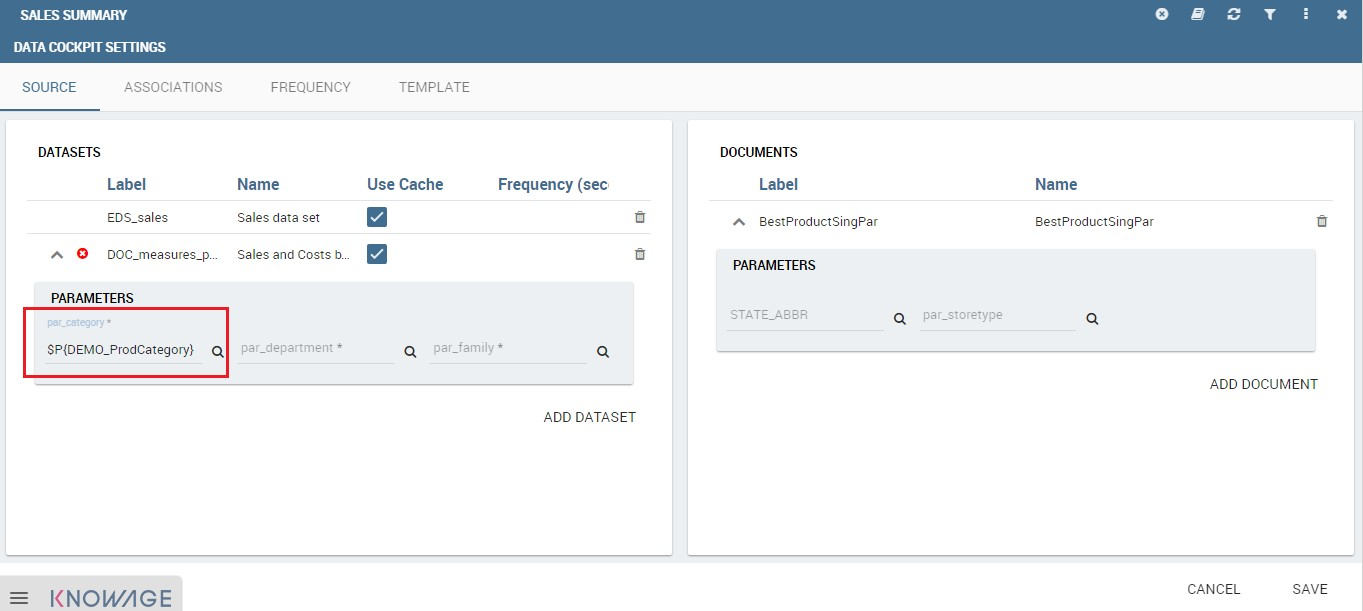 SALES SUMMARY
DATA COCKPIT SETTINGS
SOURCE ASSOCIATIONS FREQUENCY TEMPLATE
DATASETS
Label Name Use Cache Frequency (sec
EDS_sales Sales data set
DOC_measures_p... Sales and Costs b...
PARAMETERS
par_category *
$P{DEMO_ProdCategory} par_department * par_family *
ADD DATASET
DOCUMENTS
Label Name
BestProductSingPar BestProductSingPar
PARAMETERS
STATE_ABBR par_storetype
ADD DOCUMENT
KNOWAGE
CANCEL SAVE